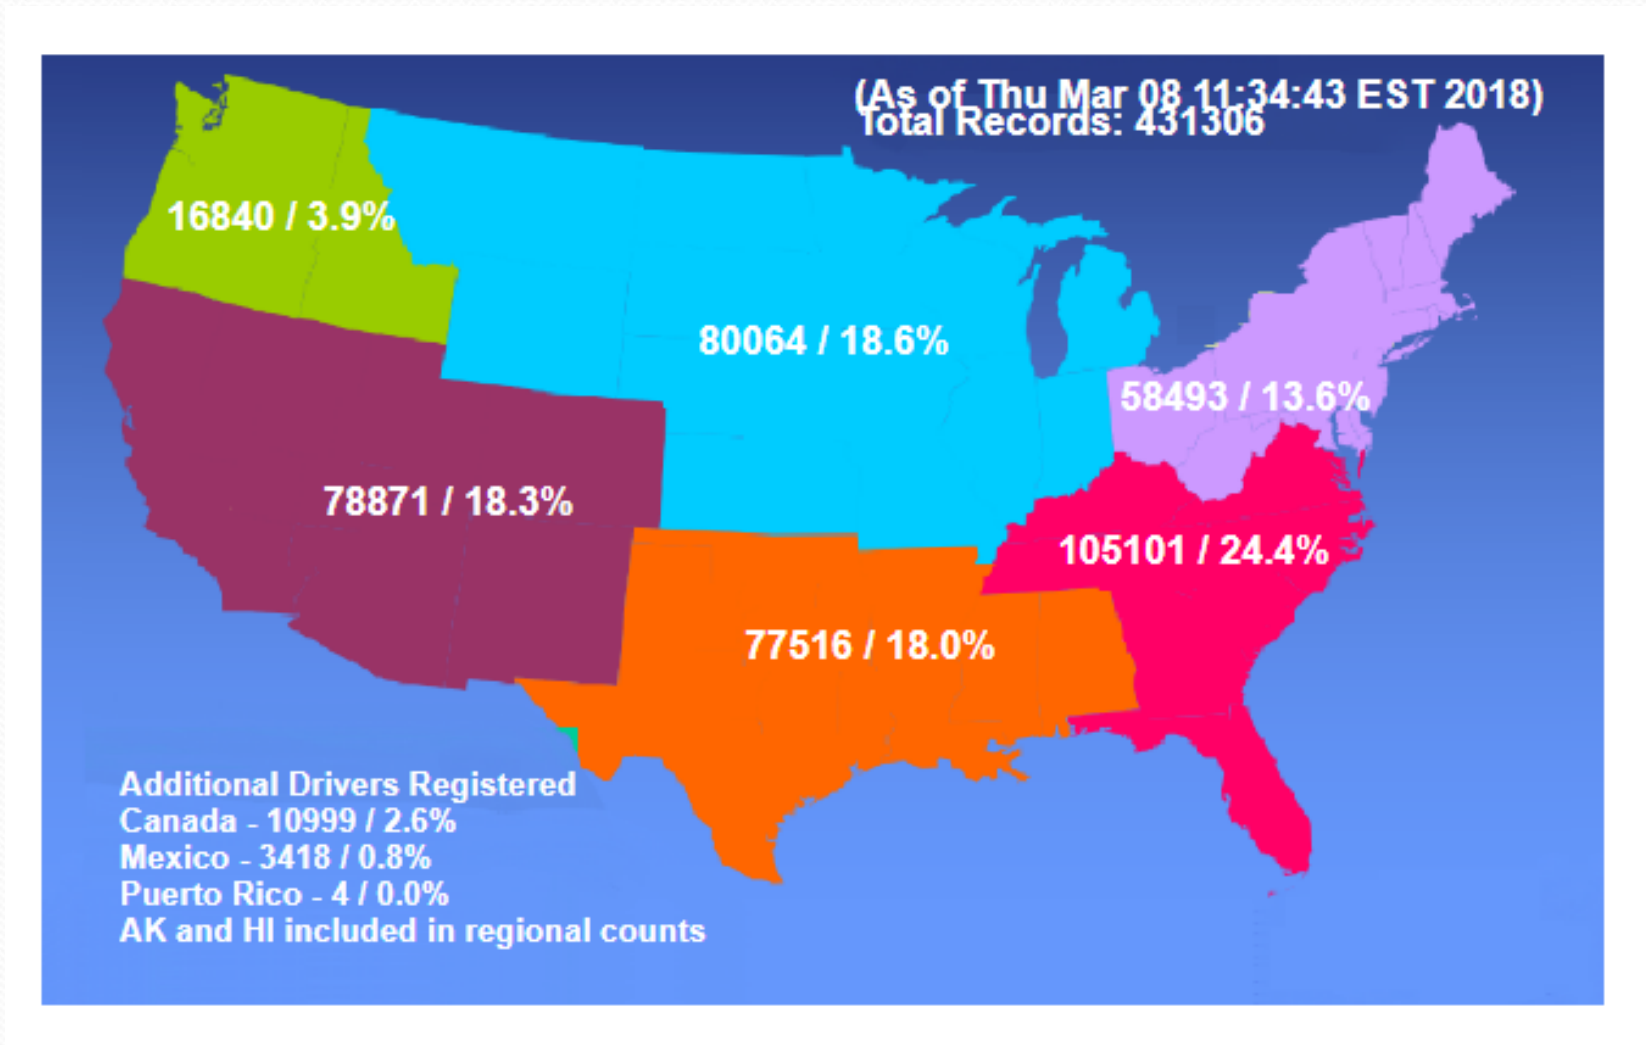 (As of Thu Mar 08 11:34:43 EST 2018)
Total Records: 431306
16840 / 3.9%
80064 / 18.6%
58493 / 13.6%
78871 / 18.3%
105101 / 24.4%
77516 / 18.0%
Additional Drivers Registered
Canada - 10999 / 2.6%
Mexico - 3418 / 0.8%
Puerto Rico - 4 / 0.0%
AK and HI included in regional counts